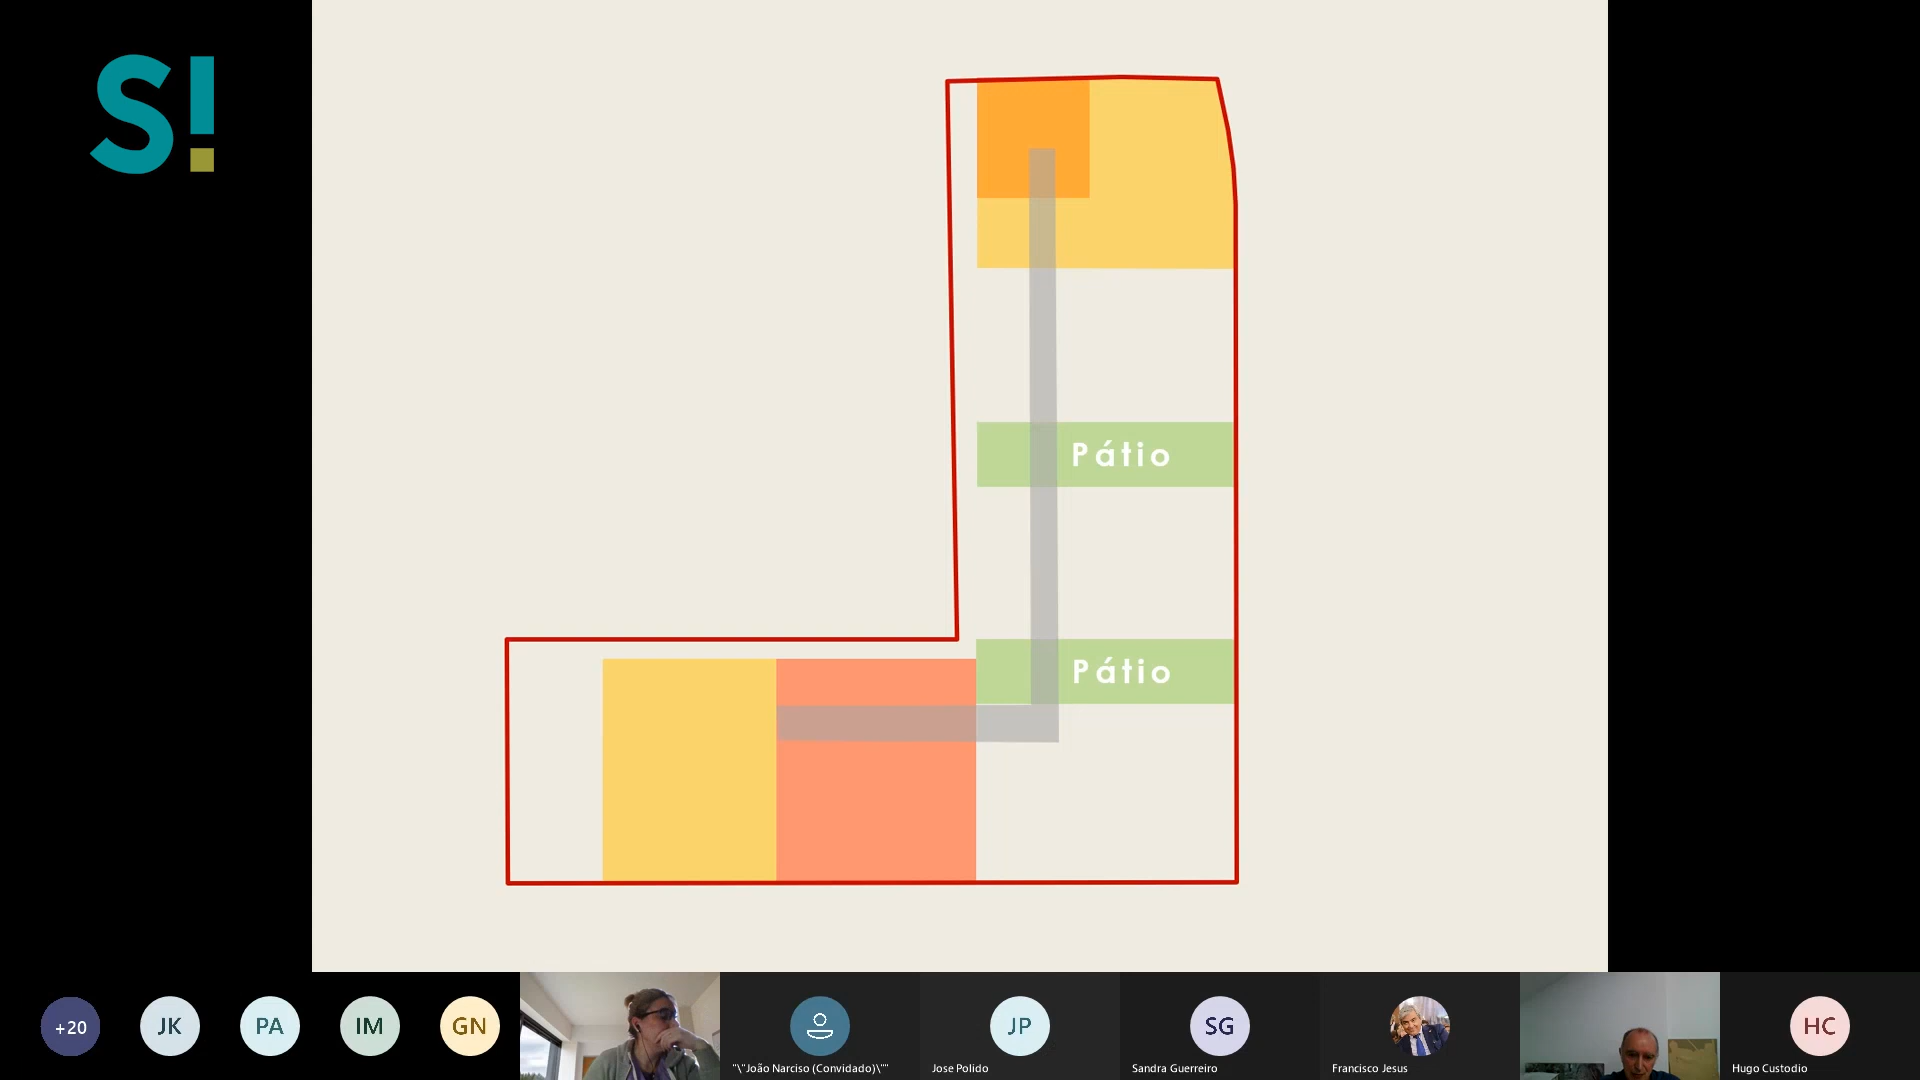 S!
Pátio
Pátio
+20
JK
PA
IM
GN
JP
SG
HC
"\"João Narciso (Convidado)\""
Jose Polido
Sandra Guerreiro
Francisco Jesus
Hugo Custodio